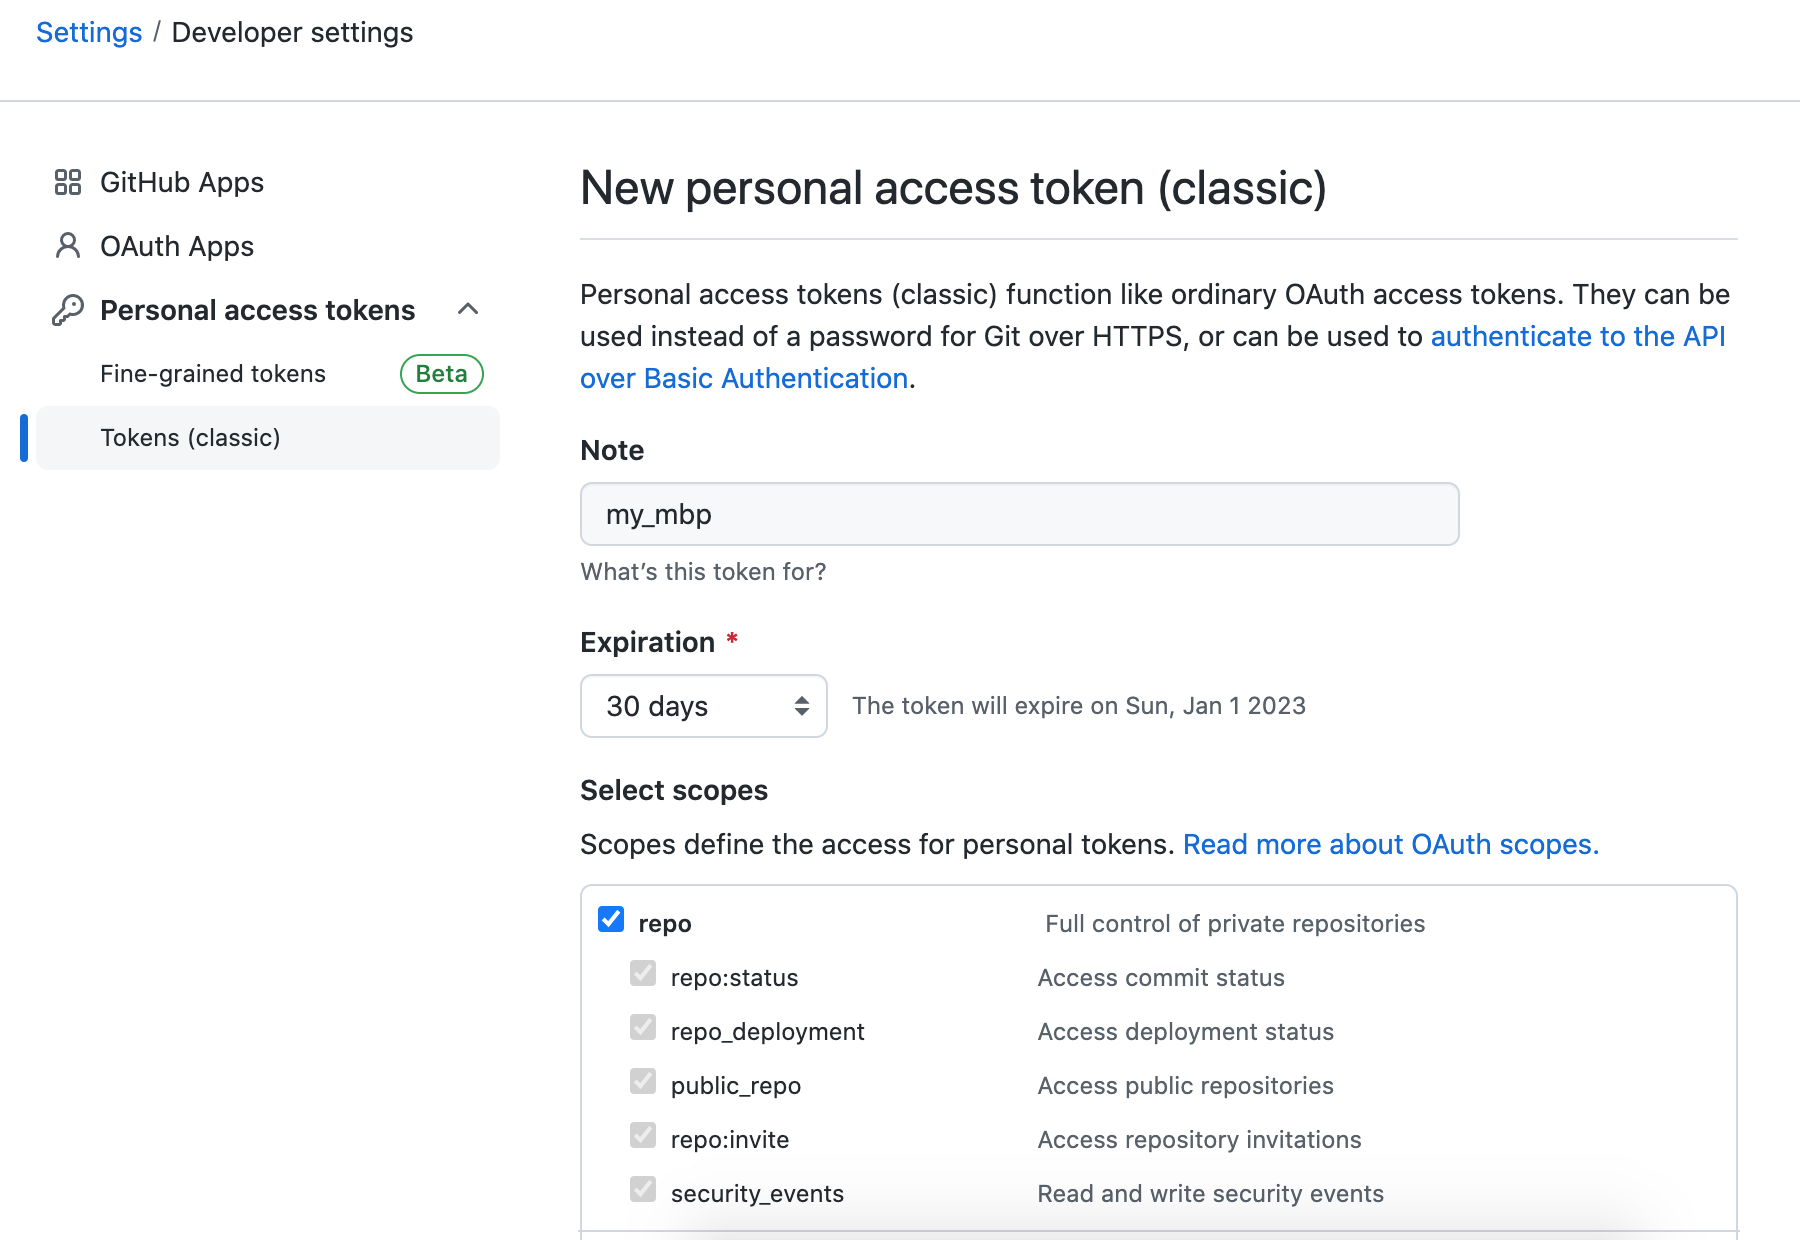 Settings / Developer settings
GitHub Apps
OAuth Apps
Personal access tokens
Fine-grained tokens Beta
Tokens (classic)
New personal access token (classic)
Personal access tokens (classic) function like ordinary OAuth access tokens. They can be
used instead of a password for Git over HTTPS, or can be used to authenticate to the API
over Basic Authentication.
Note
my_mbp
What’s this token for?
Expiration *
30 days The token will expire on Sun, Jan 1 2023
Select scopes
Scopes define the access for personal tokens. Read more about OAuth scopes.
repo Full control of private repositories
repo:status Access commit status
repo_deployment Access deployment status
public_repo Access public repositories
repo:invite Access repository invitations
security_events Read and write security events